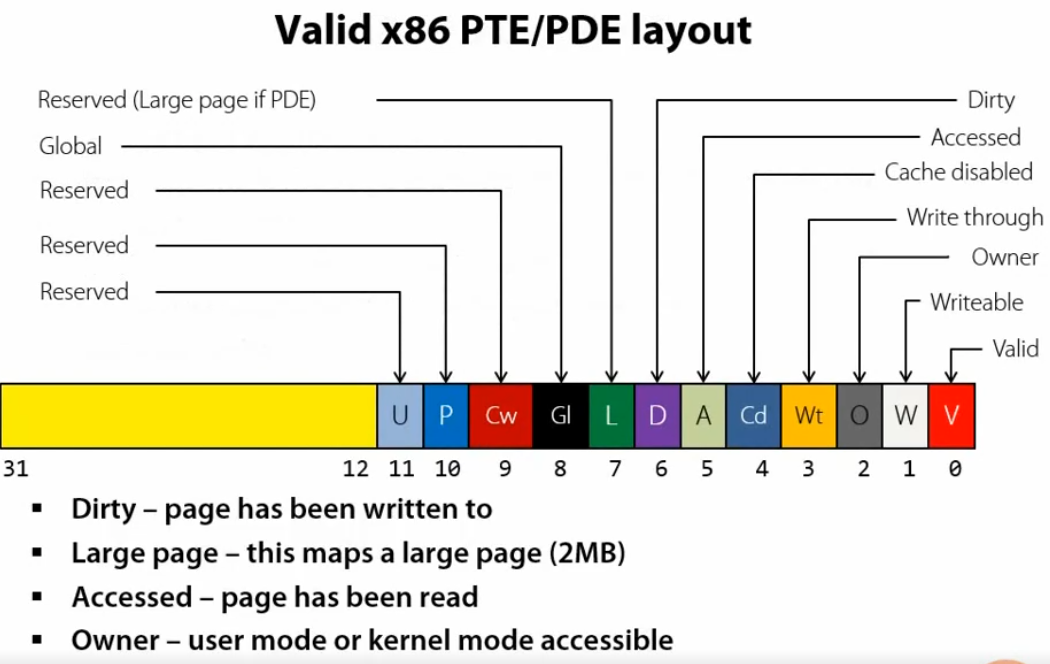 Valid x86 PTE/PDE layout
Reserved (Large page if PDE)
Dirty
Global
Accessed
Cache disabled
Reserved
Write through
Reserved
Owner
Reserved
Writeable
Valid
U P Cw Gl L D A Cd Wt O W V
31 12 11 10 9 8 7 6 5 4 3 2 1 0
▪ Dirty – page has been written to
▪ Large page – this maps a large page (2MB)
▪ Accessed – page has been read
▪ Owner – user mode or kernel mode accessible